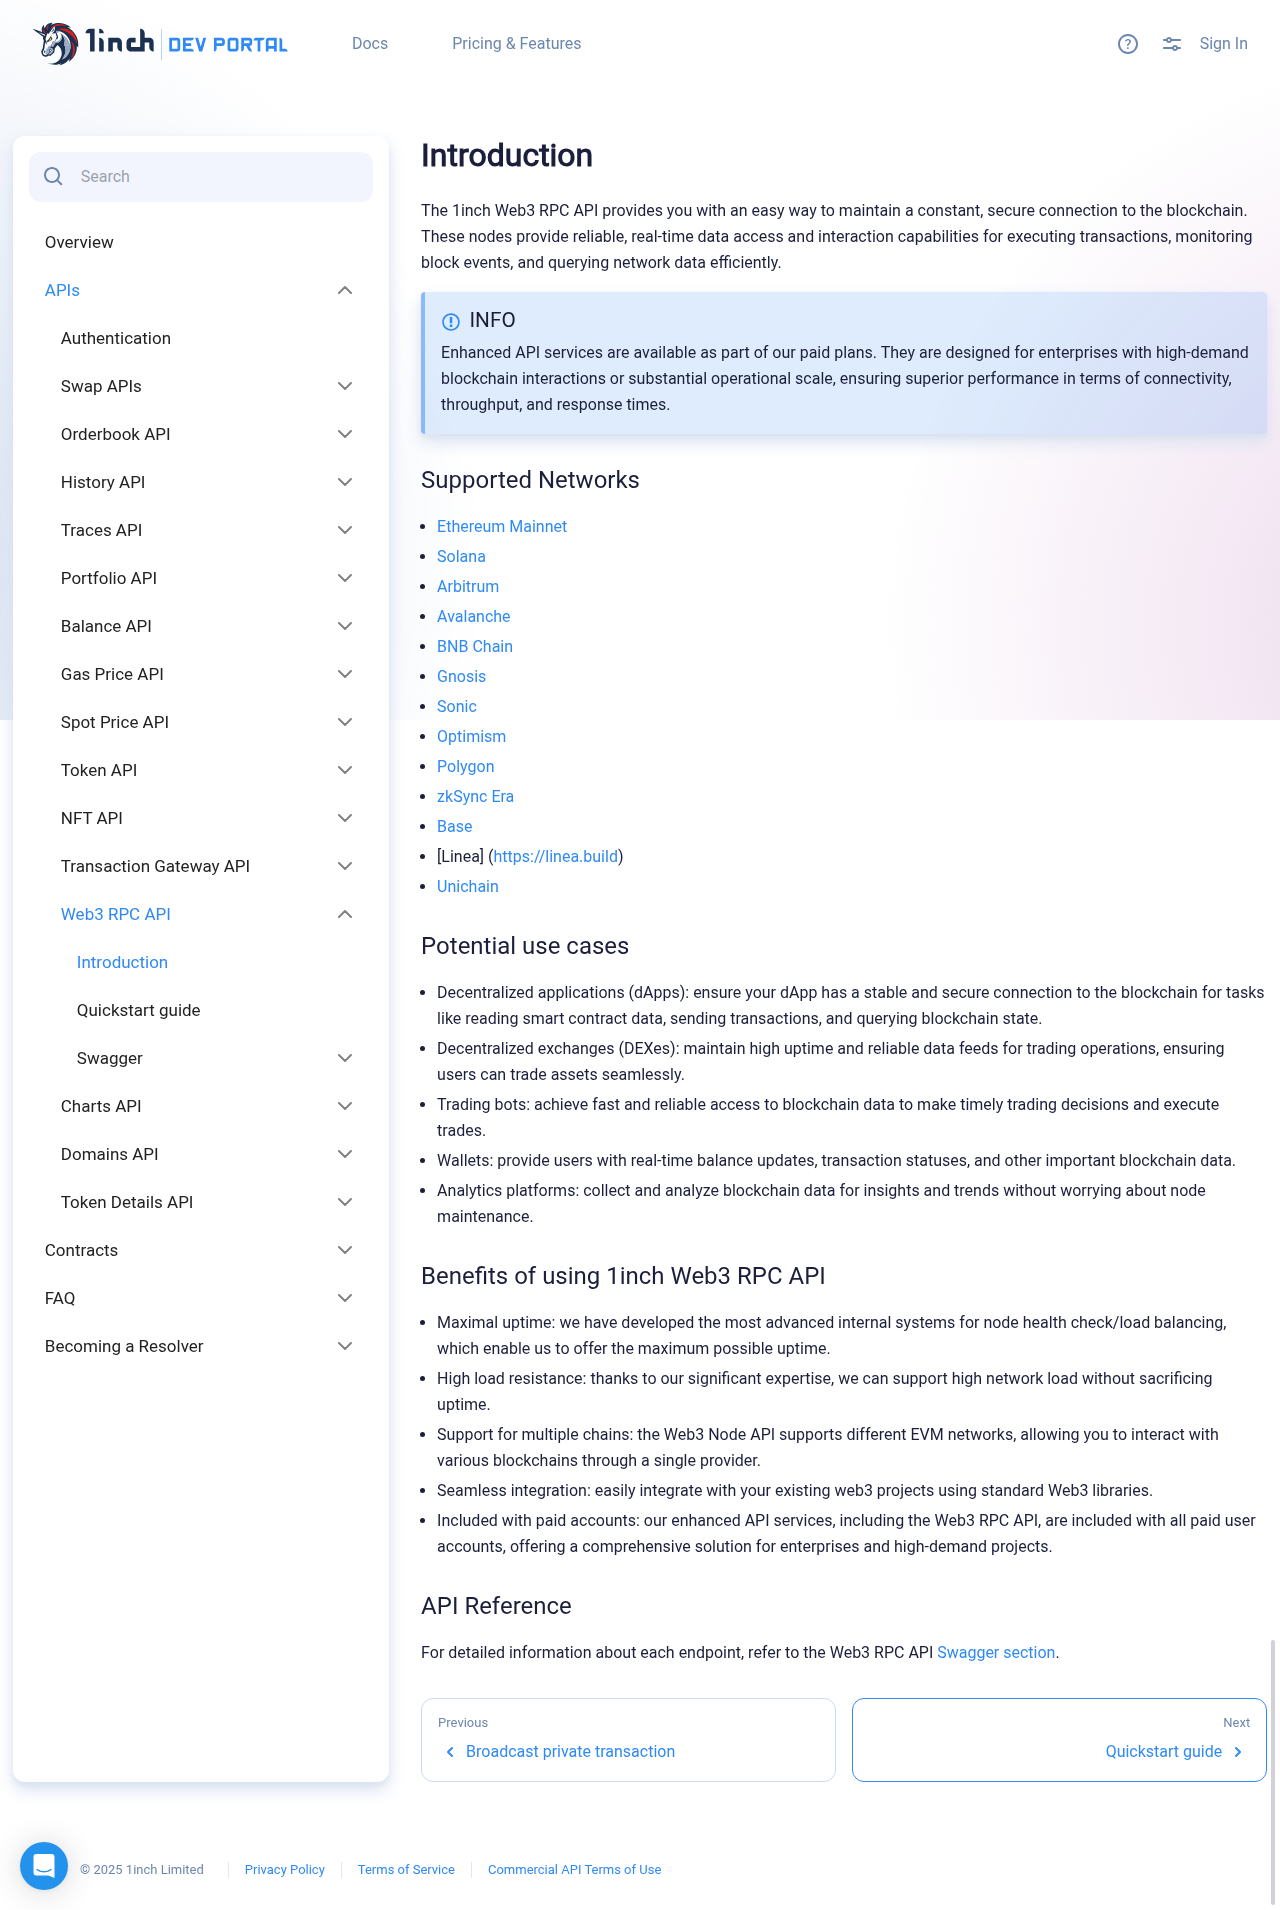 1inch DEV PORTAL
Docs
Pricing & Features
Sign In
Search
Overview
APIs
Authentication
Swap APIs
Orderbook API
History API
Traces API
Portfolio API
Balance API
Gas Price API
Spot Price API
Token API
NFT API
Transaction Gateway API
Web3 RPC API
Introduction
Quickstart guide
Swagger
Charts API
Domains API
Token Details API
Contracts
FAQ
Becoming a Resolver
Introduction
The 1inch Web3 RPC API provides you with an easy way to maintain a constant, secure connection to the blockchain.
These nodes provide reliable, real-time data access and interaction capabilities for executing transactions, monitoring
block events, and querying network data efficiently.
INFO
Enhanced API services are available as part of our paid plans. They are designed for enterprises with high-demand
blockchain interactions or substantial operational scale, ensuring superior performance in terms of connectivity,
throughput, and response times.
Supported Networks
• Ethereum Mainnet
• Solana
• Arbitrum
• Avalanche
• BNB Chain
• Gnosis
• Sonic
• Optimism
• Polygon
• zkSync Era
• Base
• [Linea] (https://linea.build)
• Unichain
Potential use cases
• Decentralized applications (dApps): ensure your dApp has a stable and secure connection to the blockchain for tasks
like reading smart contract data, sending transactions, and querying blockchain state.
• Decentralized exchanges (DEXes): maintain high uptime and reliable data feeds for trading operations, ensuring
users can trade assets seamlessly.
• Trading bots: achieve fast and reliable access to blockchain data to make timely trading decisions and execute
trades.
• Wallets: provide users with real-time balance updates, transaction statuses, and other important blockchain data.
• Analytics platforms: collect and analyze blockchain data for insights and trends without worrying about node
maintenance.
Benefits of using 1inch Web3 RPC API
• Maximal uptime: we have developed the most advanced internal systems for node health check/load balancing,
which enable us to offer the maximum possible uptime.
• High load resistance: thanks to our significant expertise, we can support high network load without sacrificing
uptime.
• Support for multiple chains: the Web3 Node API supports different EVM networks, allowing you to interact with
various blockchains through a single provider.
• Seamless integration: easily integrate with your existing web3 projects using standard Web3 libraries.
• Included with paid accounts: our enhanced API services, including the Web3 RPC API, are included with all paid user
accounts, offering a comprehensive solution for enterprises and high-demand projects.
API Reference
For detailed information about each endpoint, refer to the Web3 RPC API Swagger section.
Previous
Broadcast private transaction
Next
Quickstart guide
© 2025 1inch Limited
Privacy Policy
Terms of Service
Commercial API Terms of Use